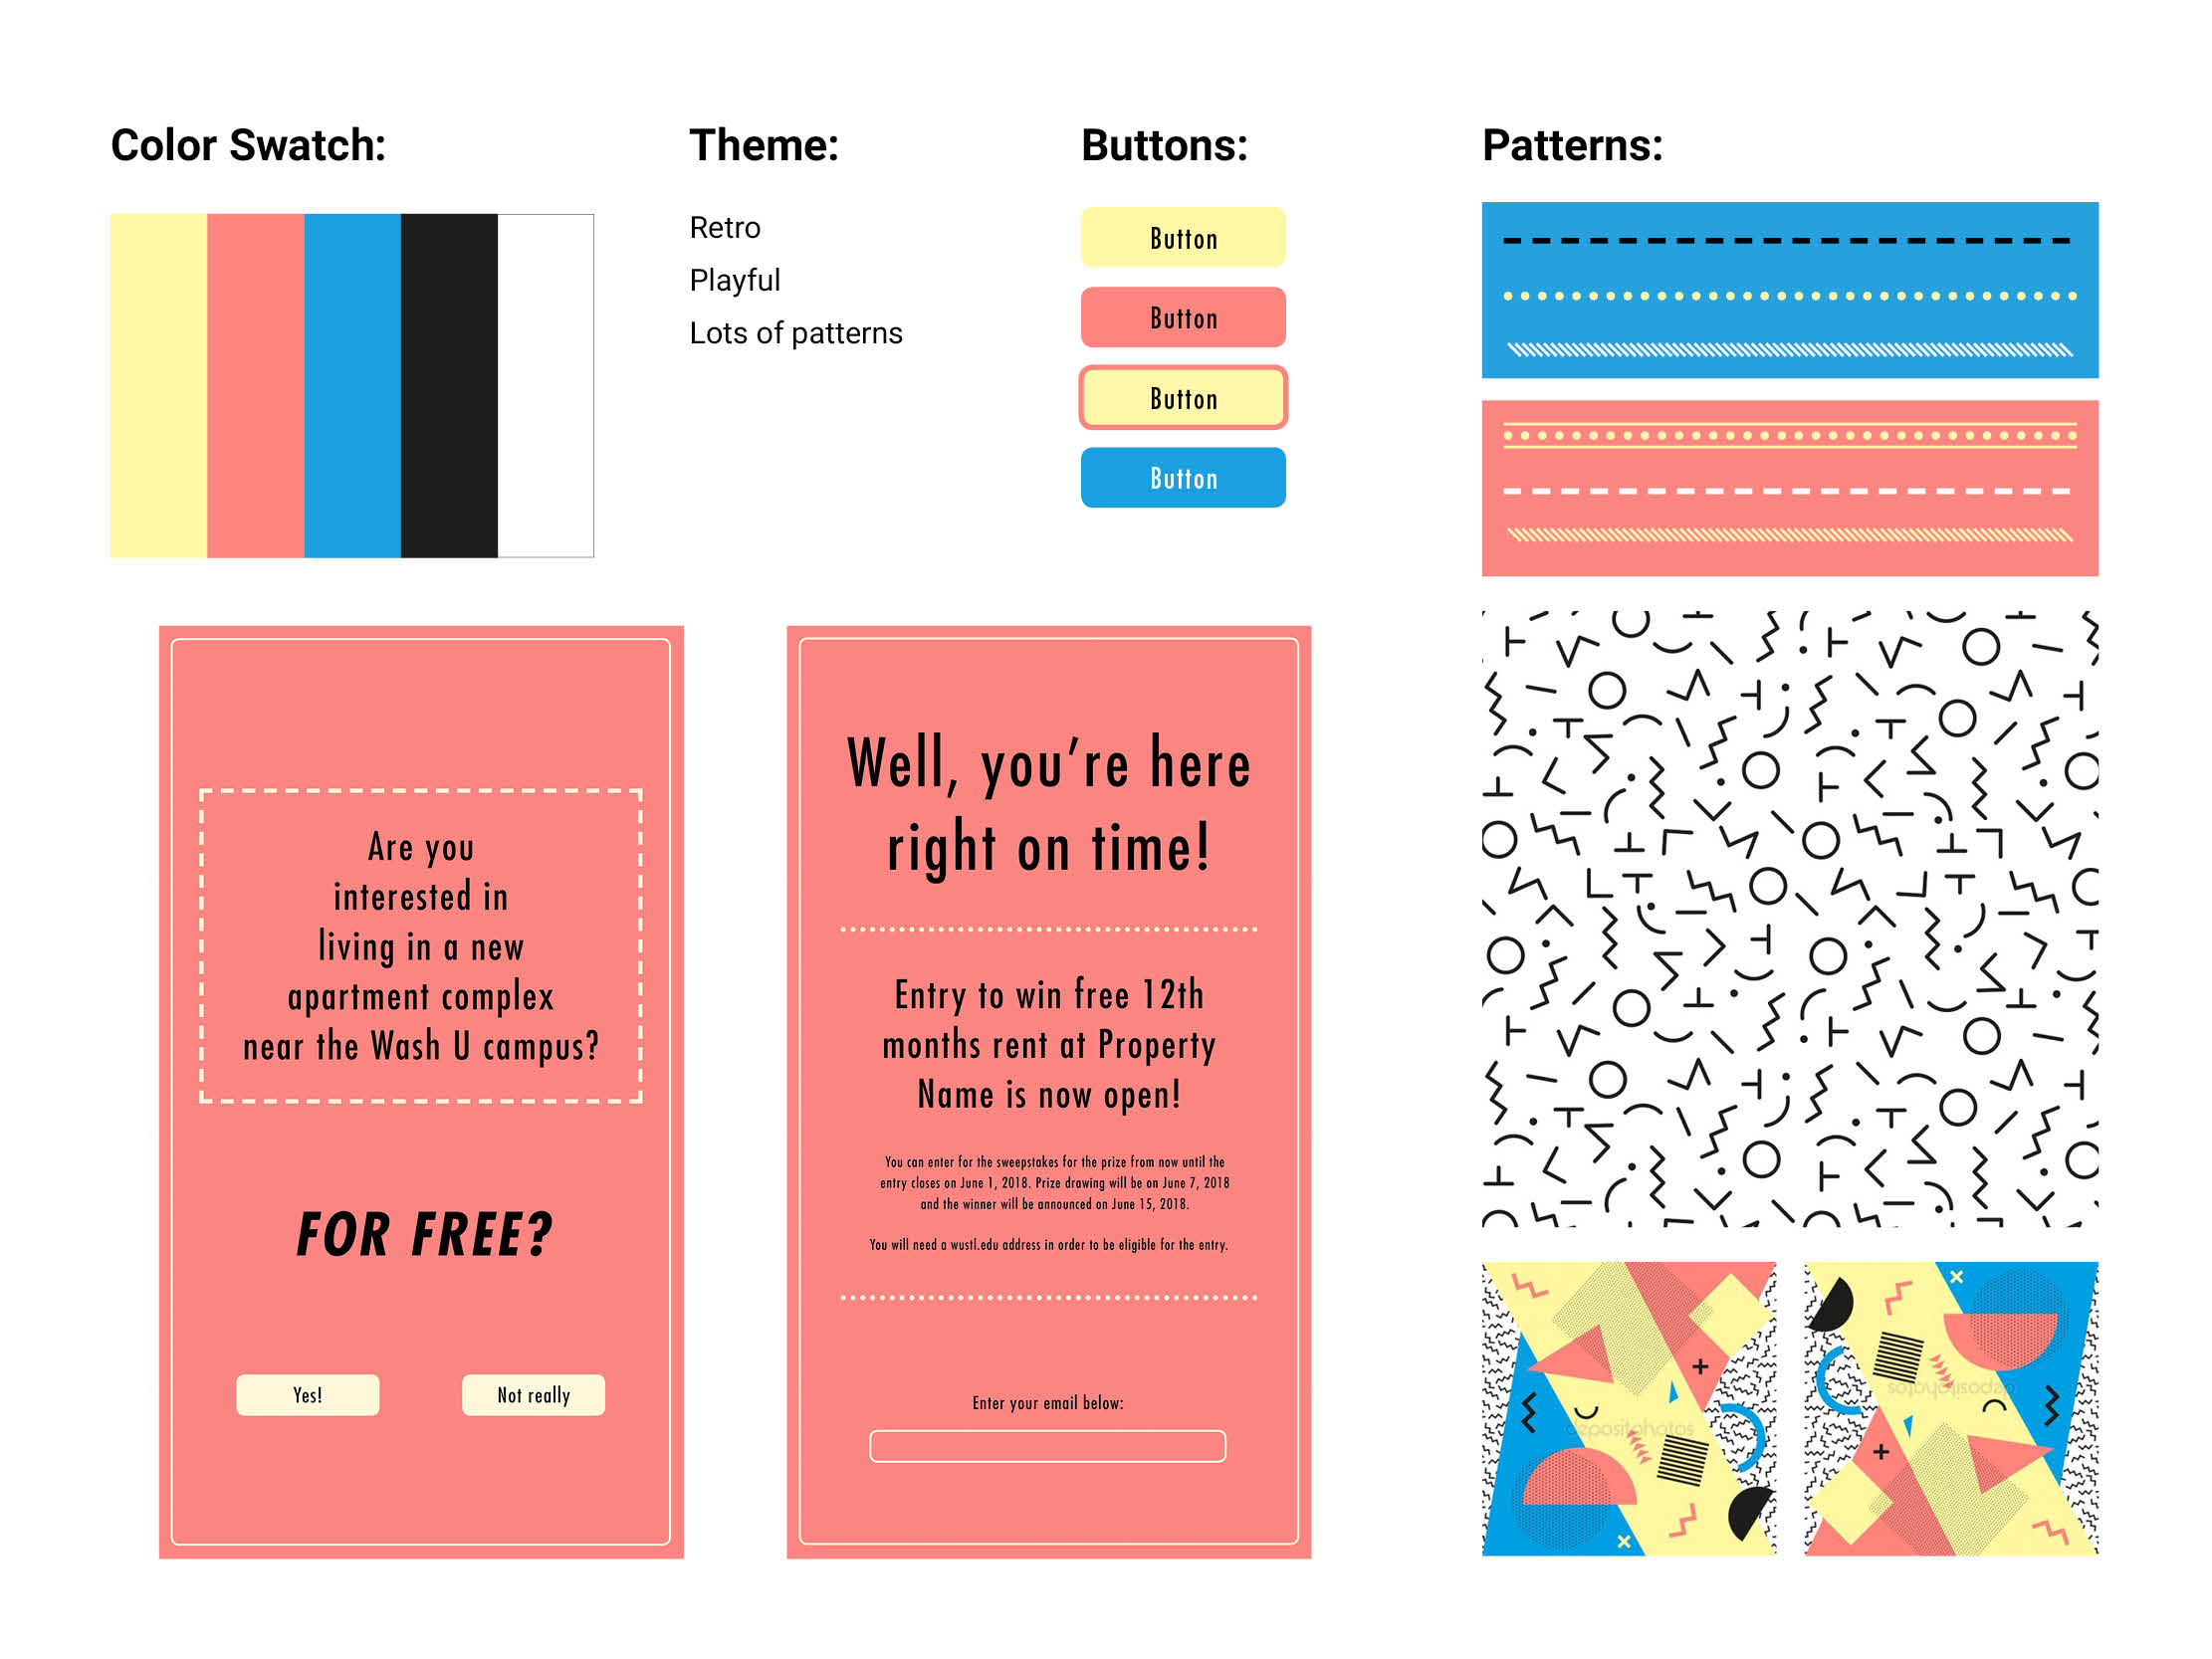 Color Swatch:
Theme:
Retro
Playful
Lots of patterns
Buttons:
Button
Button
Button
Button
Patterns:
Are you
interested in
living in a new
apartment complex
near the Wash U campus?
FOR FREE?
Yes!
Not really
Well, you're here
right on time!
Entry to win free 12th
months rent at Property
Name is now open!
You can enter for the sweepstakes for the prize from now until the
entry closes on June 1, 2018. Prize drawing will be on June 7, 2018
and the winner will be announced on June 15, 2018.
You will need a wustl.edu address in order to be eligible for the entry.
Enter your email below:
depositphotos
depositphotos